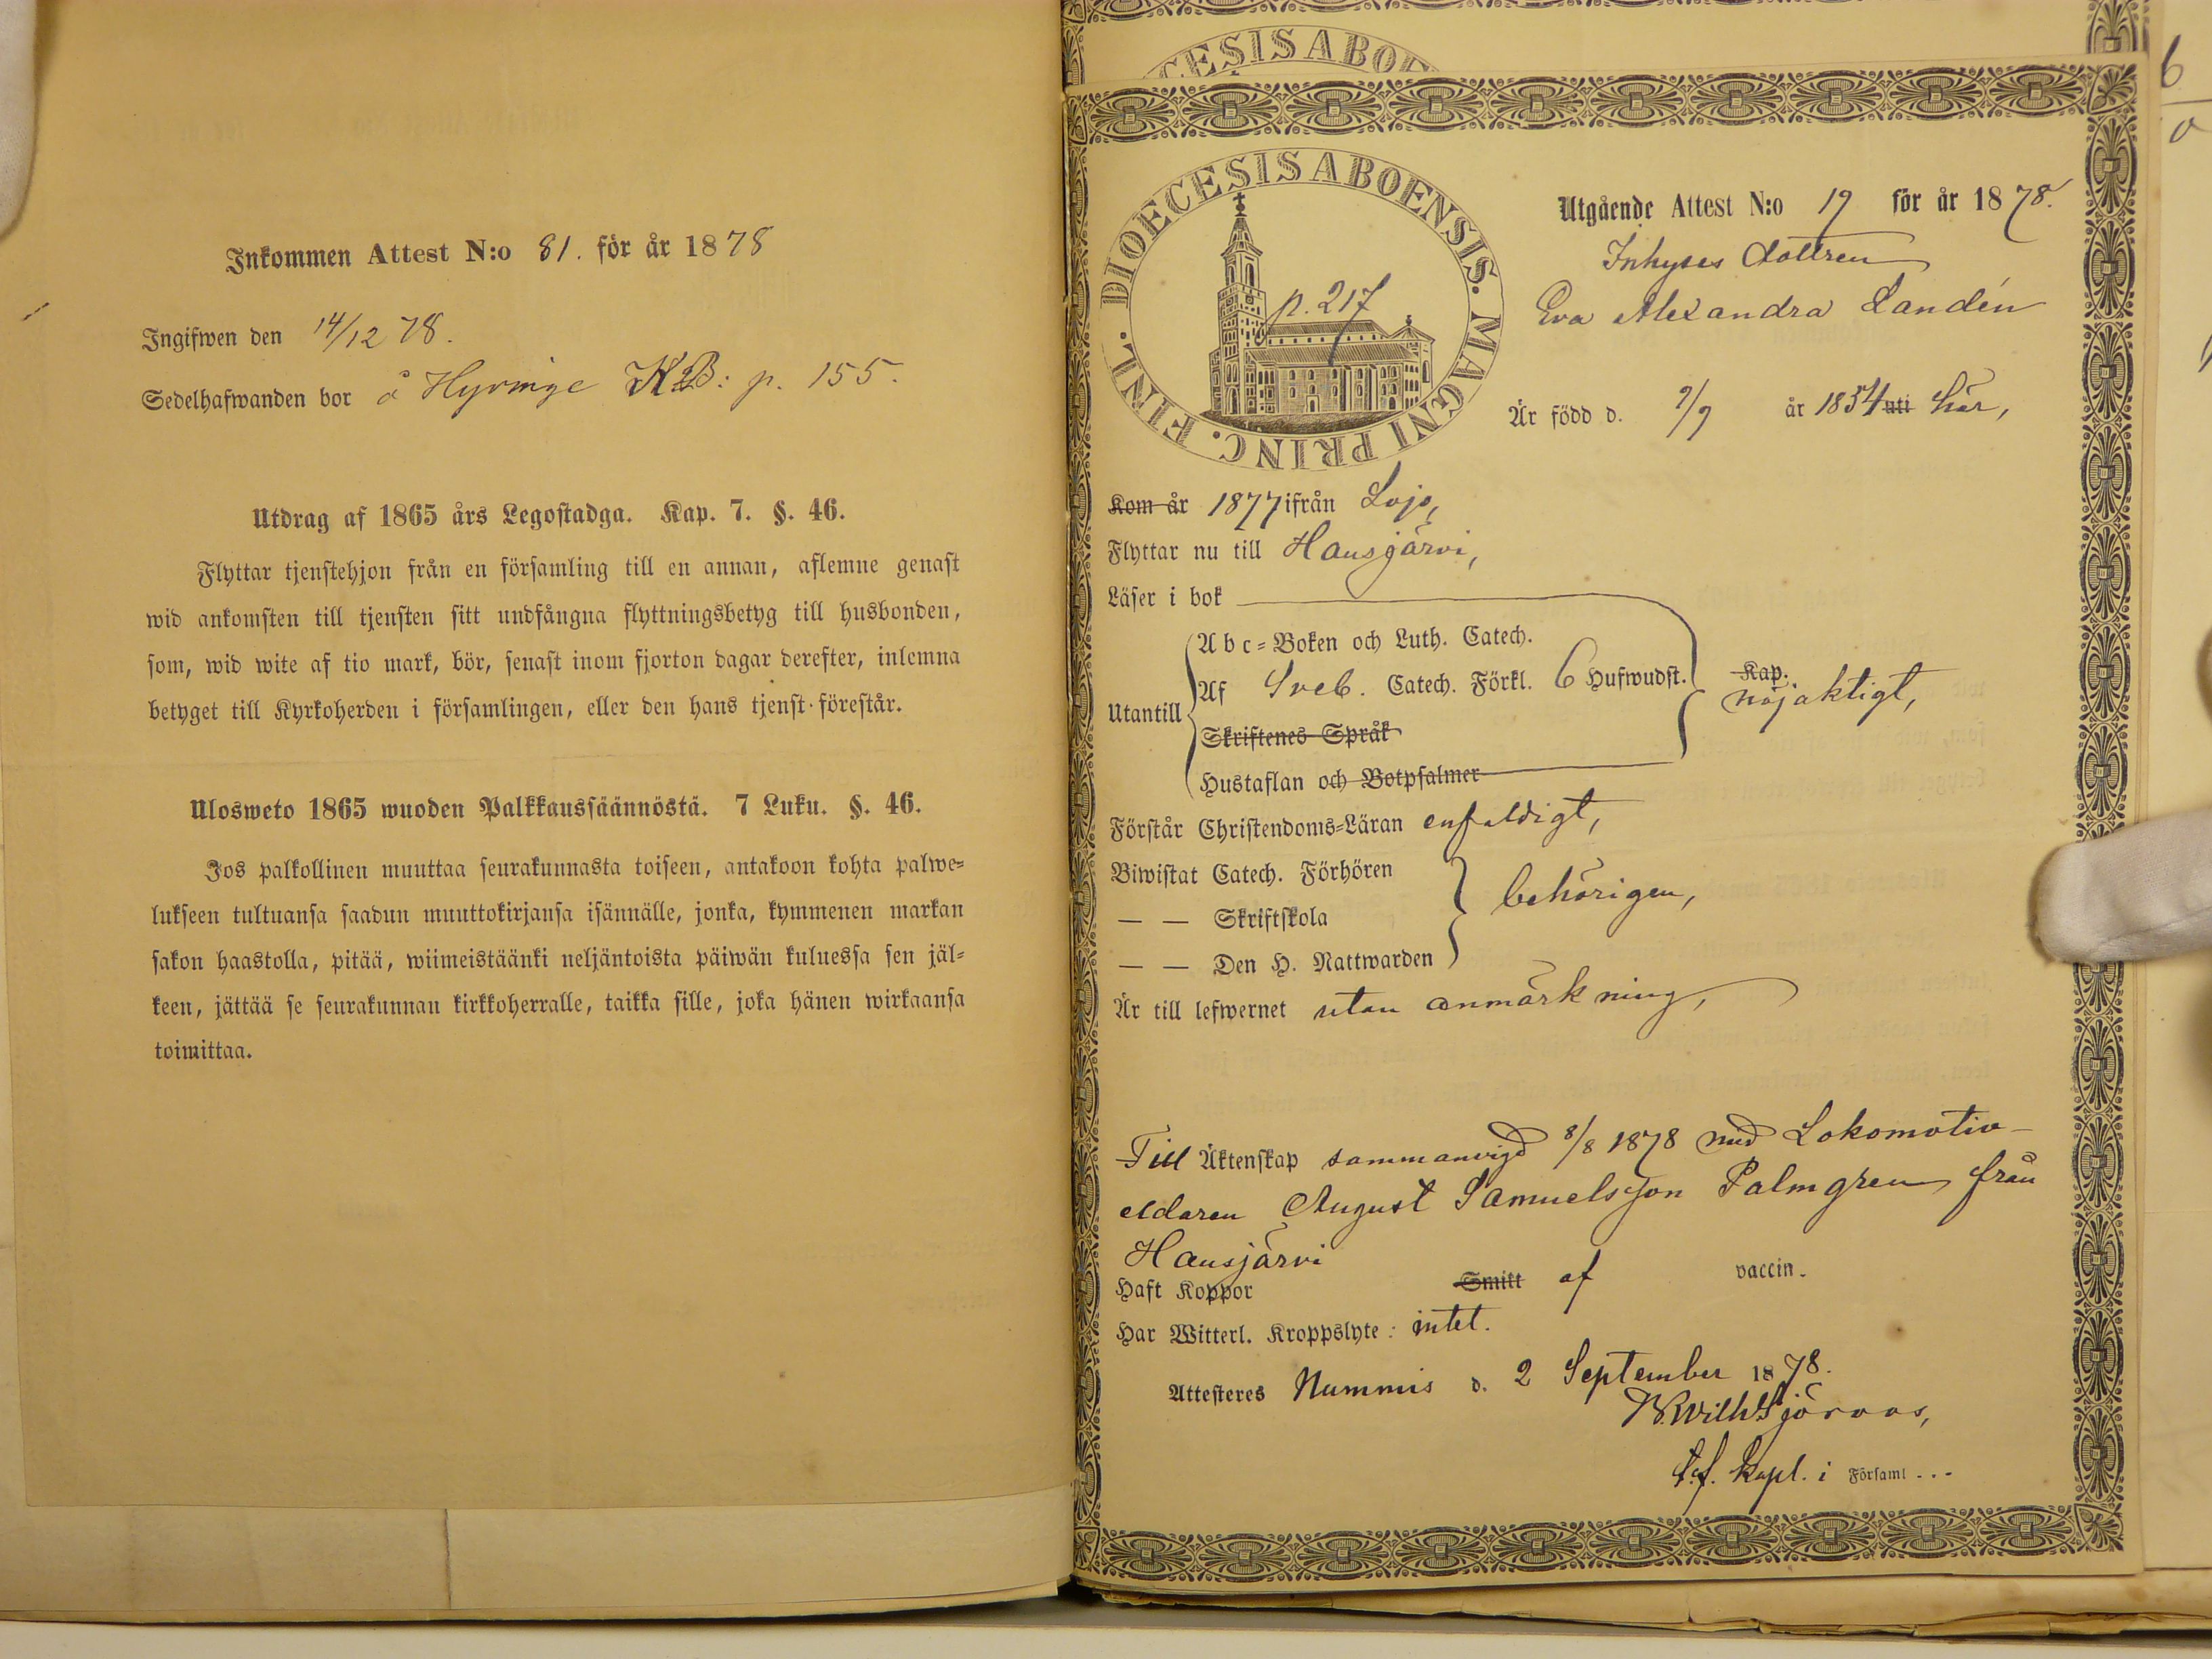 Inkommen Attest N:o 81. för år 1878
Ingifwen den 14/12 78.
Sedelhafwanden bor å Hyvinge KB: p. 155.
Utdrag af 1865 års Legostadga. Kap. 7. §. 46.
Flyttar tjenstehjon från en församling till en annan, aflemne genast
wid ankomsten till tjensten sitt undfångna flyttningsbetyg till husbonden,
som, wid wite af tio mark, bör, senast inom fjorton dagar derefter, inlemna
betyget till Kyrkoherden i församlingen, eller den hans tjenst förestår.
Ulosweto 1865 wuoden Palkkaussäännöstä. 7 Luku. §. 46.
Jos palkollinen muuttaa seurakunnasta toiseen, antakoon kohta palwe-
lukseen tultuansa saadun muuttokirjansa isännälle, jonka, kymmenen markan
sakon haastolla, pitää, wiimeistäänki neljäntoista päiwän kuluessa sen jäl-
keen, jättää se seurakunnan kirkkoherralle, taikka sille, joka hänen wirkaansa
toimittaa.
DIOECESIS ABOENSIS. MAGNI PRINC. FINL.
p. 217
Utgående Attest N:o 19 för år 1878.
Inhyses dottren
Eva Alexandra Landén
Är född d. 9/9 år 1854 uti här,
Kom år 1877 ifrån Lojo,
Flyttar nu till Hausjärvi,
Läser i bok
Utantill
A b c-Boken och Luth. Catech.
Af Sveb. Catech. Förkl. 6 Hufwudst. Kap.
nöjaktigt,
Skriftenes Språk
Hustaflan och Botpsalmer
Förstår Christendoms-Läran enfaldigt,
Biwistat Catech. Förhören
— — Skriftskola
behörigen,
— — Den H. Nattwarden
Är till lefwernet utan anmärkning,
Till Äktenskap sammanvigd 8/8 1878 med Lokomotiv-
eldaren August Samuelsson Palmgren från
Hausjärvi
Haft Koppor Smitt af vaccin.
Har Witterl. Kroppslyte: intet.
Attesteres Nummis d. 2 September 1878.
Sjöroos,
t.f. Kapl. i Församl...